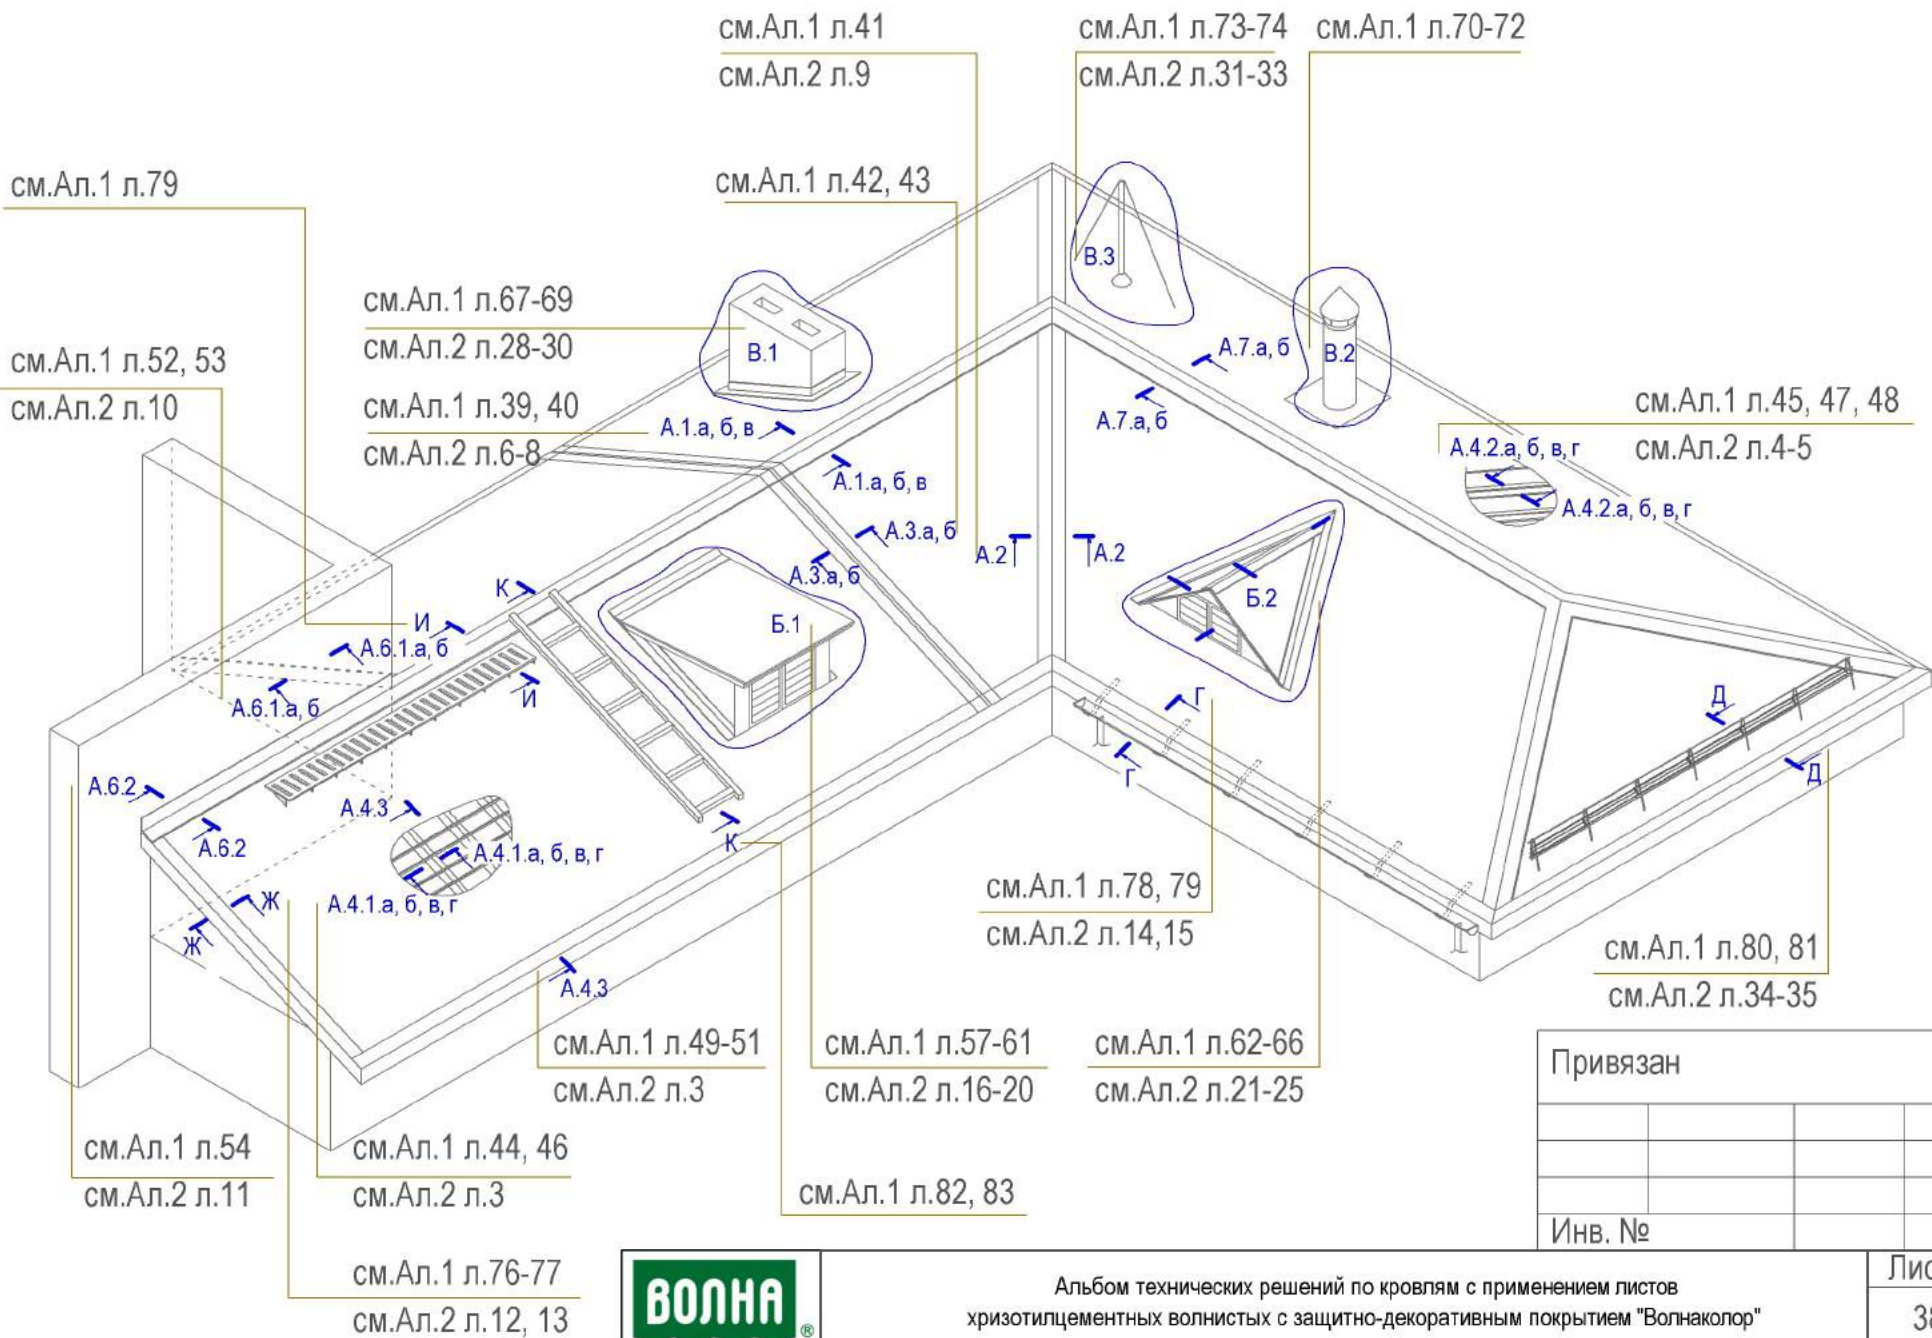 см.Ал.1 л.41
см.Ал.2 л.9
см.Ал.1 л.73-74
см.Ал.2 л.31-33
см.Ал.1 л.70-72
см.Ал.1 л.79
см.Ал.1 л.42, 43
см.Ал.1 л.67-69
см.Ал.2 л.28-30
см.Ал.1 л.52, 53
см.Ал.2 л.10
см.Ал.1 л.39, 40
см.Ал.2 л.6-8
см.Ал.1 л.45, 47, 48
см.Ал.2 л.4-5
В.3
В.1
В.2
А.7.а, б
А.7.а, б
А.1.а, б, в
А.1.а, б, в
А.4.2.а, б, в, г
А.4.2.а, б, в, г
А.3.а, б
А.3.а, б
А.2
А.2
К
И
Б.1
Б.2
А.6.1.а, б
А.6.1.а, б
И
Г
Г
Д
Д
А.6.2
А.6.2
А.4.3
К
А.4.1.а, б, в, г
А.4.1.а, б, в, г
Ж
Ж
А.4.3
см.Ал.1 л.78, 79
см.Ал.2 л.14,15
см.Ал.1 л.80, 81
см.Ал.2 л.34-35
см.Ал.1 л.49-51
см.Ал.2 л.3
см.Ал.1 л.57-61
см.Ал.2 л.16-20
см.Ал.1 л.62-66
см.Ал.2 л.21-25
см.Ал.1 л.54
см.Ал.2 л.11
см.Ал.1 л.44, 46
см.Ал.2 л.3
см.Ал.1 л.82, 83
см.Ал.1 л.76-77
см.Ал.2 л.12, 13
Привязан
Инв. №
ВОЛНА
®
Альбом технических решений по кровлям с применением листов
хризотилцементных волнистых с защитно-декоративным покрытием "Волнаколор"